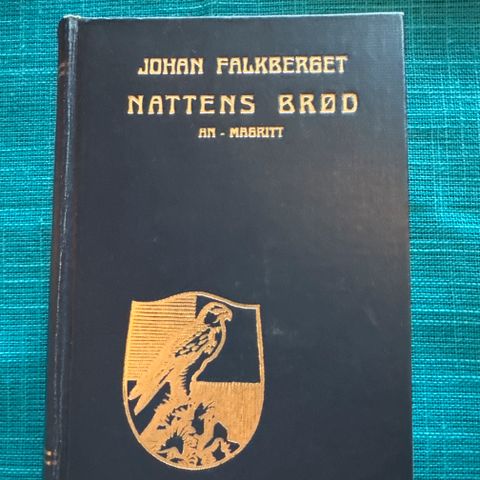 JOHAN FALKBERGET
NATTENS BRØD
AN - MAGRITT